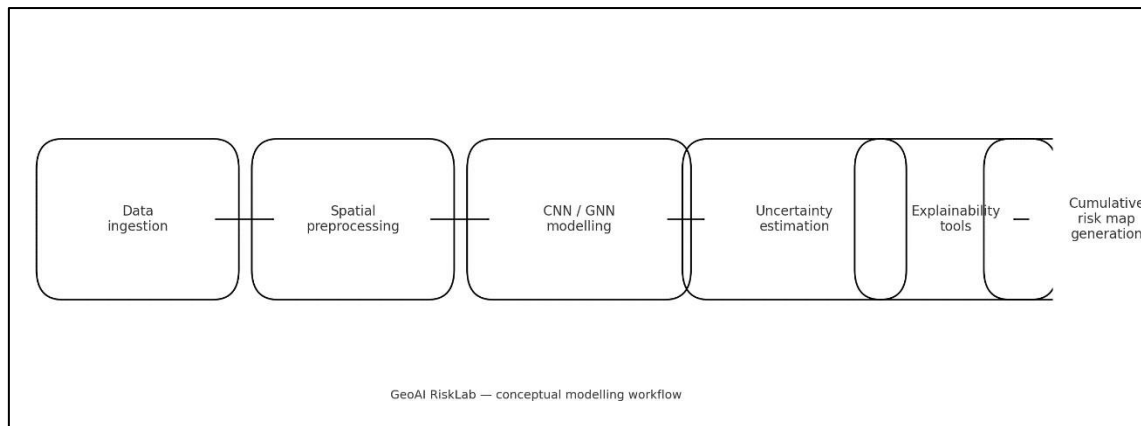 Data
ingestion
Spatial
preprocessing
CNN / GNN
modelling
Uncertainty
estimation
Explainability
tools
Cumulative
risk map
generation
GeoAI RiskLab — conceptual modelling workflow